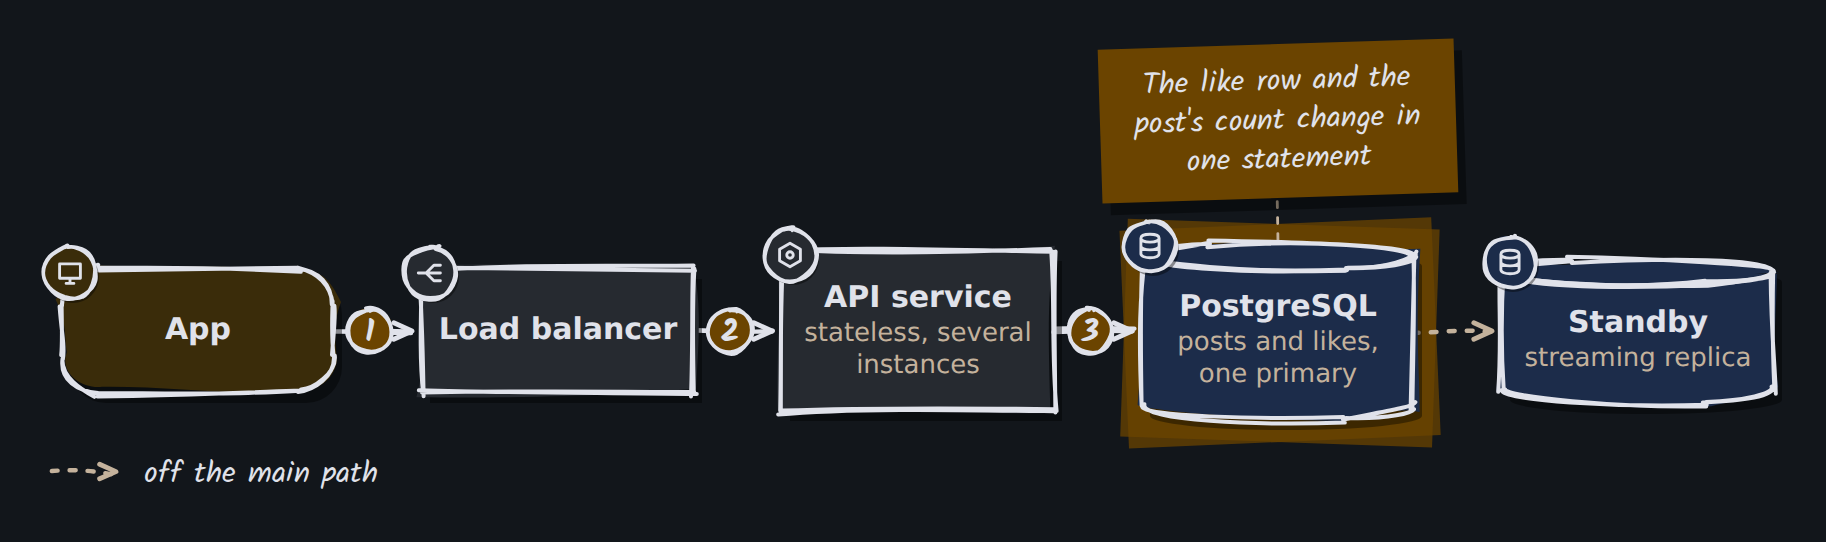 The like row and the
post's count change in
one statement
App
1
Load balancer
2
API service
stateless, several
instances
3
PostgreSQL
posts and likes,
one primary
Standby
streaming replica
off the main path